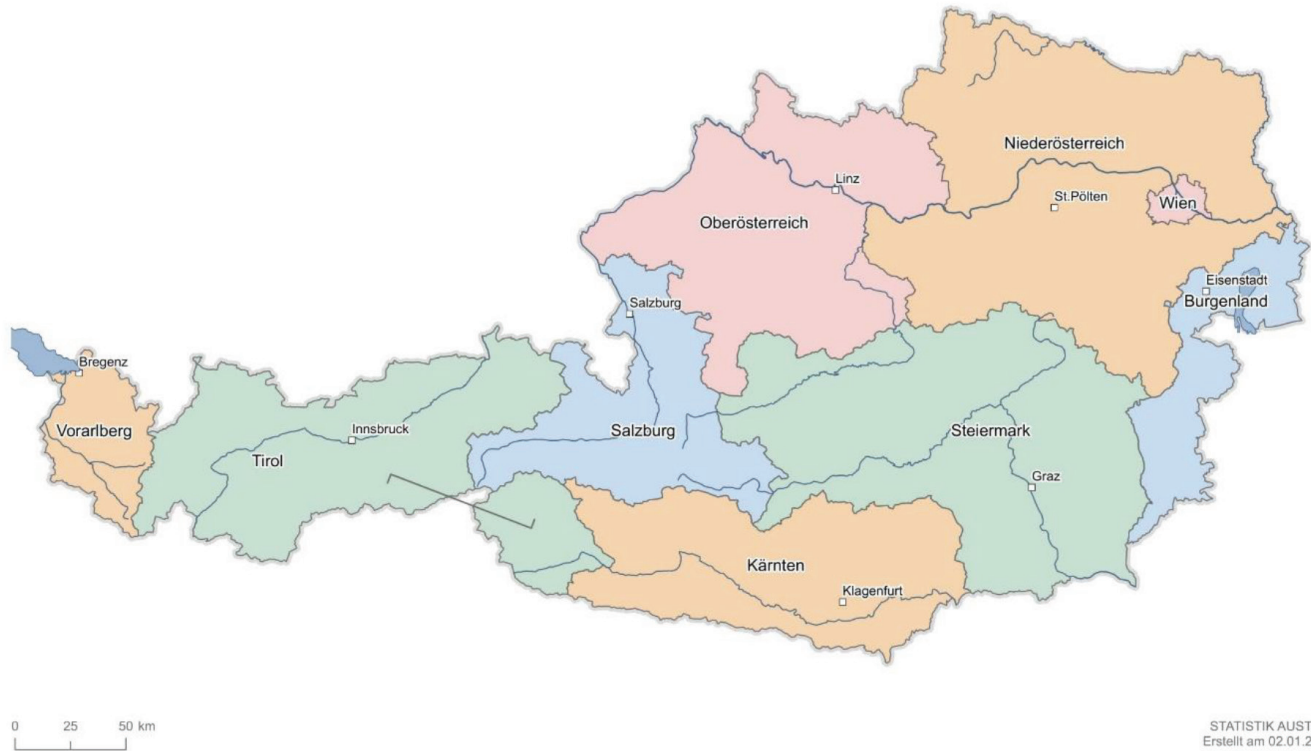 Niederösterreich
Linz
St.Pölten
Wien
Oberösterreich
Eisenstadt
Burgenland
Salzburg
Bregenz
Vorarlberg
Innsbruck
Tirol
Salzburg
Steiermark
Graz
Kärnten
Klagenfurt
0 25 50 km
STATISTIK AUST
Erstellt am 02.01.2